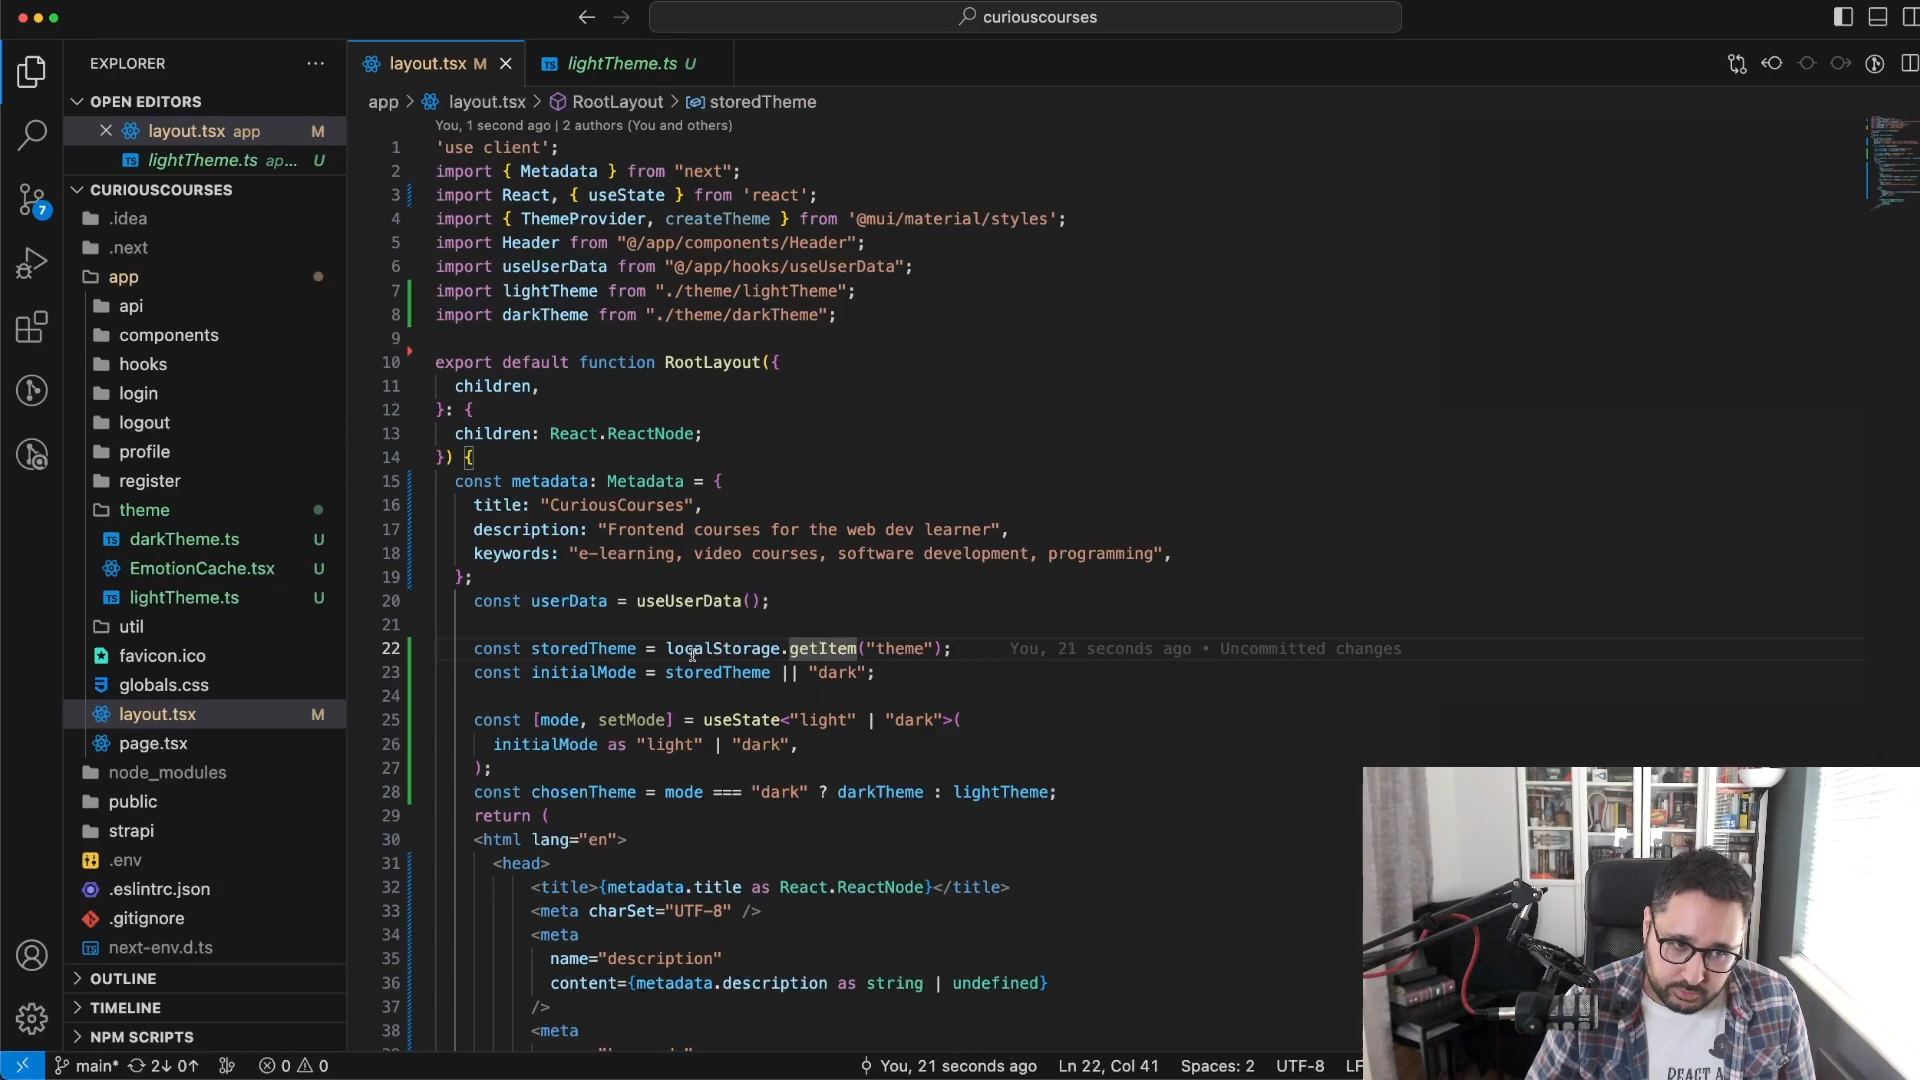 curiouscourses
EXPLORER
OPEN EDITORS
layout.tsx app M
lightTheme.ts ap... U
CURIOUSCOURSES
.idea
.next
app
api
components
hooks
login
logout
profile
register
theme
darkTheme.ts U
EmotionCache.tsx U
lightTheme.ts U
util
favicon.ico
globals.css
layout.tsx M
page.tsx
node_modules
public
strapi
.env
.eslintrc.json
.gitignore
next-env.d.ts
OUTLINE
TIMELINE
NPM SCRIPTS
7
layout.tsx M
lightTheme.ts U
app > layout.tsx > RootLayout > storedTheme
You, 1 second ago | 2 authors (You and others)
1 'use client';
2 import { Metadata } from "next";
3 import React, { useState } from 'react';
4 import { ThemeProvider, createTheme } from '@mui/material/styles';
5 import Header from "@/app/components/Header";
6 import useUserData from "@/app/hooks/useUserData";
7 import lightTheme from "./theme/lightTheme";
8 import darkTheme from "./theme/darkTheme";
9
10 export default function RootLayout({
11 children,
12 }: {
13 children: React.ReactNode;
14 }) {
15 const metadata: Metadata = {
16 title: "CuriousCourses",
17 description: "Frontend courses for the web dev learner",
18 keywords: "e-learning, video courses, software development, programming",
19 };
20 const userData = useUserData();
21
22 const storedTheme = localStorage.getItem("theme"); You, 21 seconds ago • Uncommitted changes
23 const initialMode = storedTheme || "dark";
24
25 const [mode, setMode] = useState<"light" | "dark">(
26 initialMode as "light" | "dark",
27 );
28 const chosenTheme = mode === "dark" ? darkTheme : lightTheme;
29 return (
30 <html lang="en">
31 <head>
32 <title>{metadata.title as React.ReactNode}</title>
33 <meta charSet="UTF-8" />
34 <meta
35 name="description"
36 content={metadata.description as string | undefined}
37 />
38 <meta
main* 2↓ 0↑ 0 0
You, 21 seconds ago Ln 22, Col 41 Spaces: 2 UTF-8 LF
REACT A